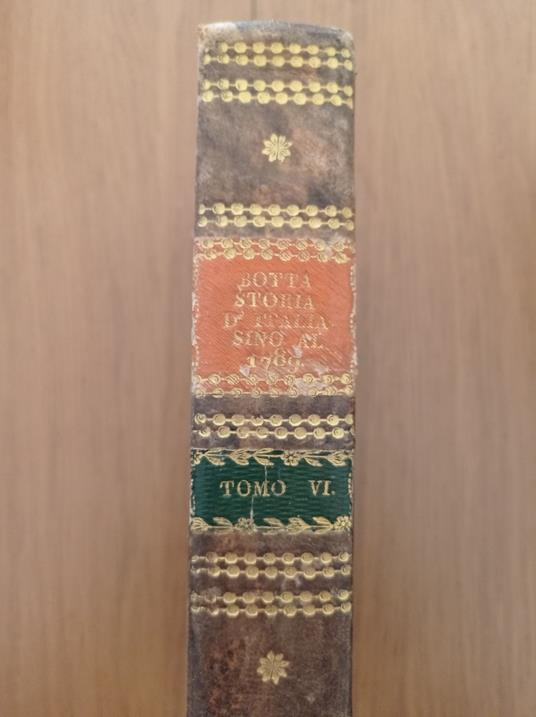 BOTTA
STORIA
D' ITALIA
SINO AL
1789.
TOMO VI.